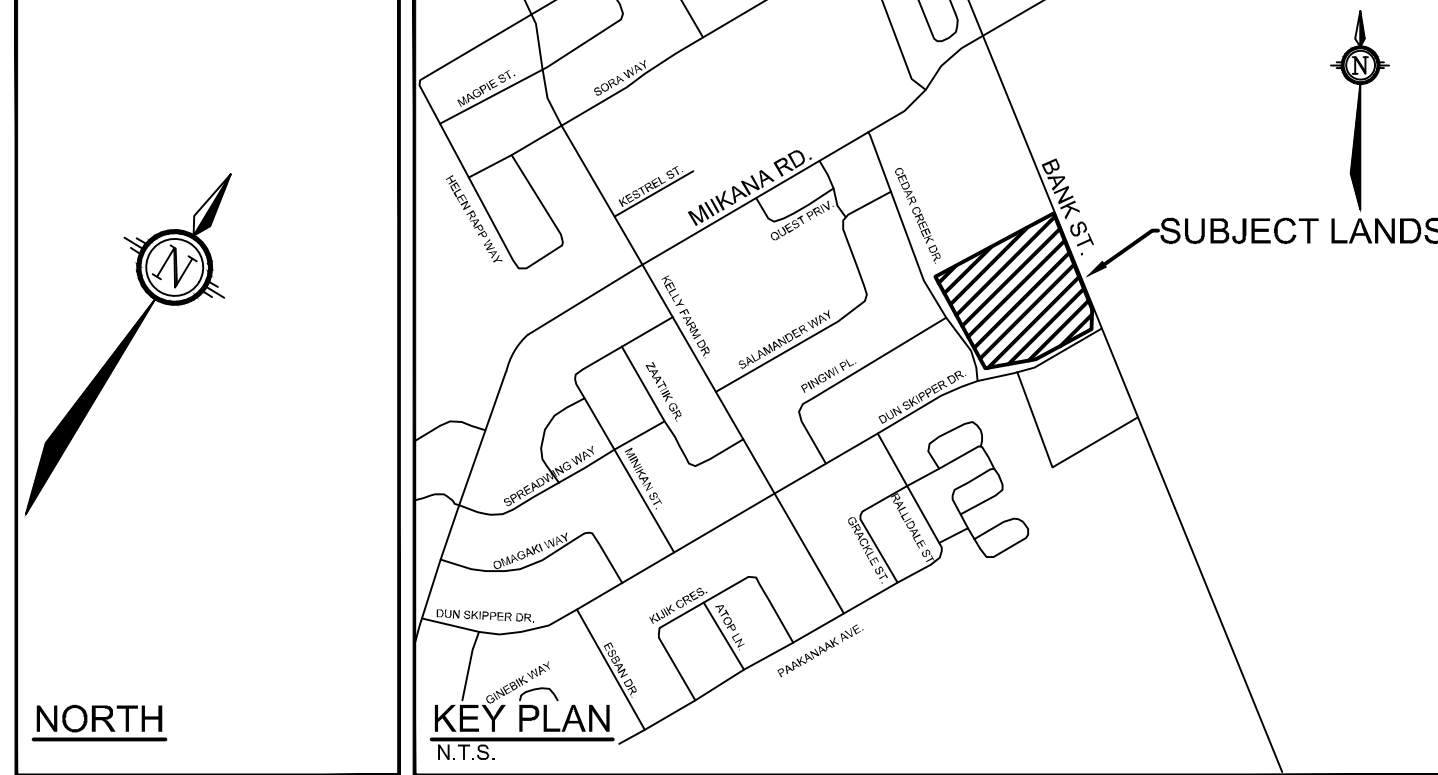 N
NORTH
MAGPIE ST.
SORA WAY
HELEN RAPP WAY
KESTREL ST.
MIIKANA RD.
QUEST PRIV.
CEDAR CREEK DR.
BANK ST.
N
SUBJECT LANDS
KELLY FARM DR.
SALAMANDER WAY
ZAATIIK GR.
PINGWI PL.
DUN SKIPPER DR.
SPREADWING WAY
MINIKAN ST.
OMAGAKI WAY
GRACKLE ST.
RALLIDALE ST
DUN SKIPPER DR.
KIJIK CRES.
ATOP LN
ESBAN DR.
PAAKANAAK AVE.
GINEBIK WAY
KEY PLAN
N.T.S.